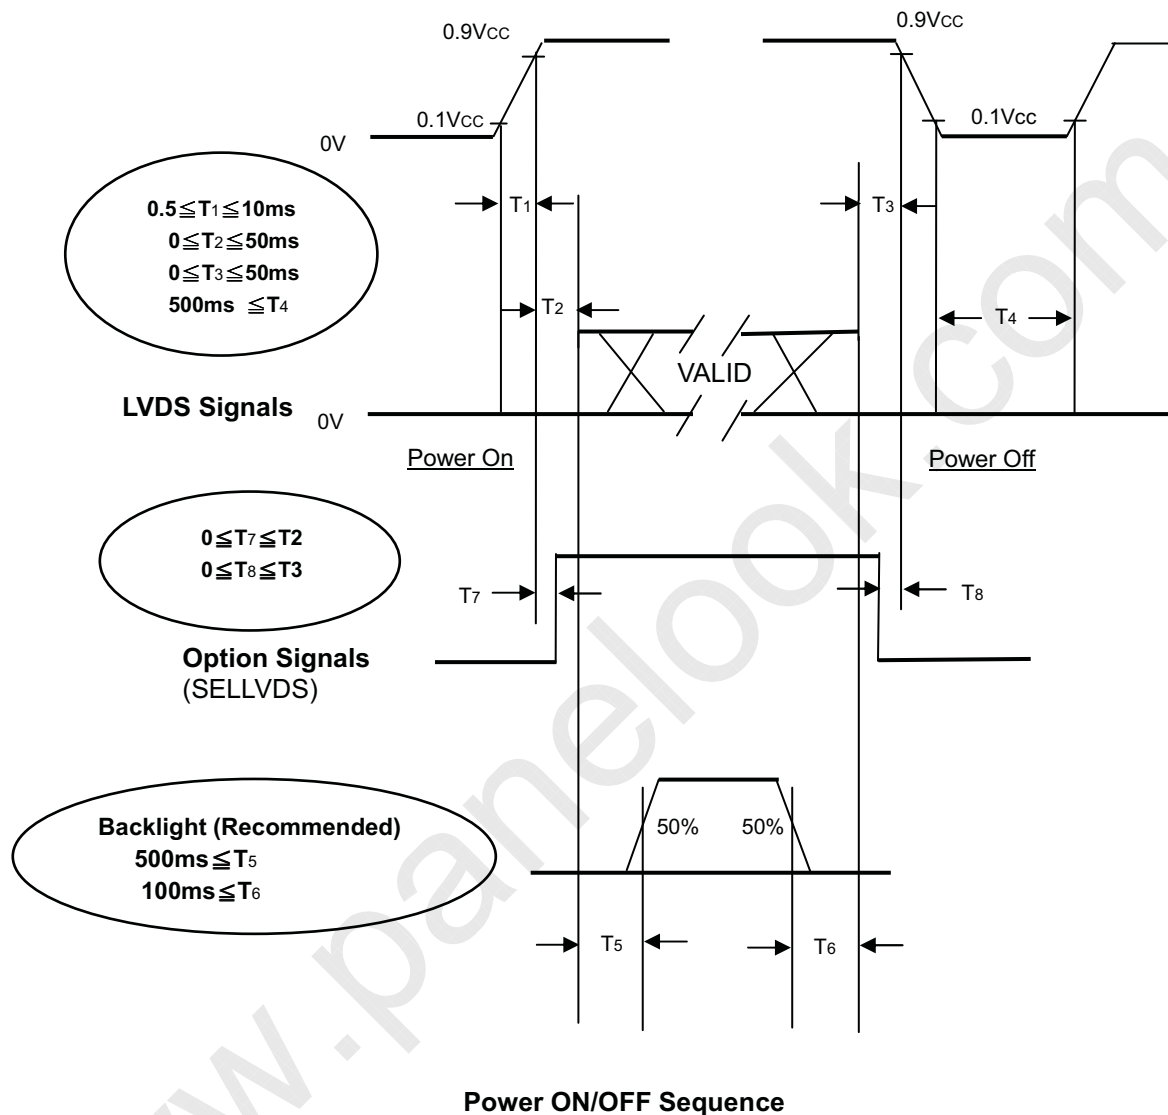 0.9Vcc
0.9Vcc
0.1Vcc
0.1Vcc
0V
0.5≦T1≦10ms
0≦T2≦50ms
0≦T3≦50ms
500ms ≦T4
T1
T3
T2
T4
VALID
LVDS Signals
0V
Power On
Power Off
0≦T7≦T2
0≦T8≦T3
T7
T8
Option Signals
(SELLVDS)
Backlight (Recommended)
500ms≦T5
100ms≦T6
50%
50%
T5
T6
Power ON/OFF Sequence
www.panelook.com